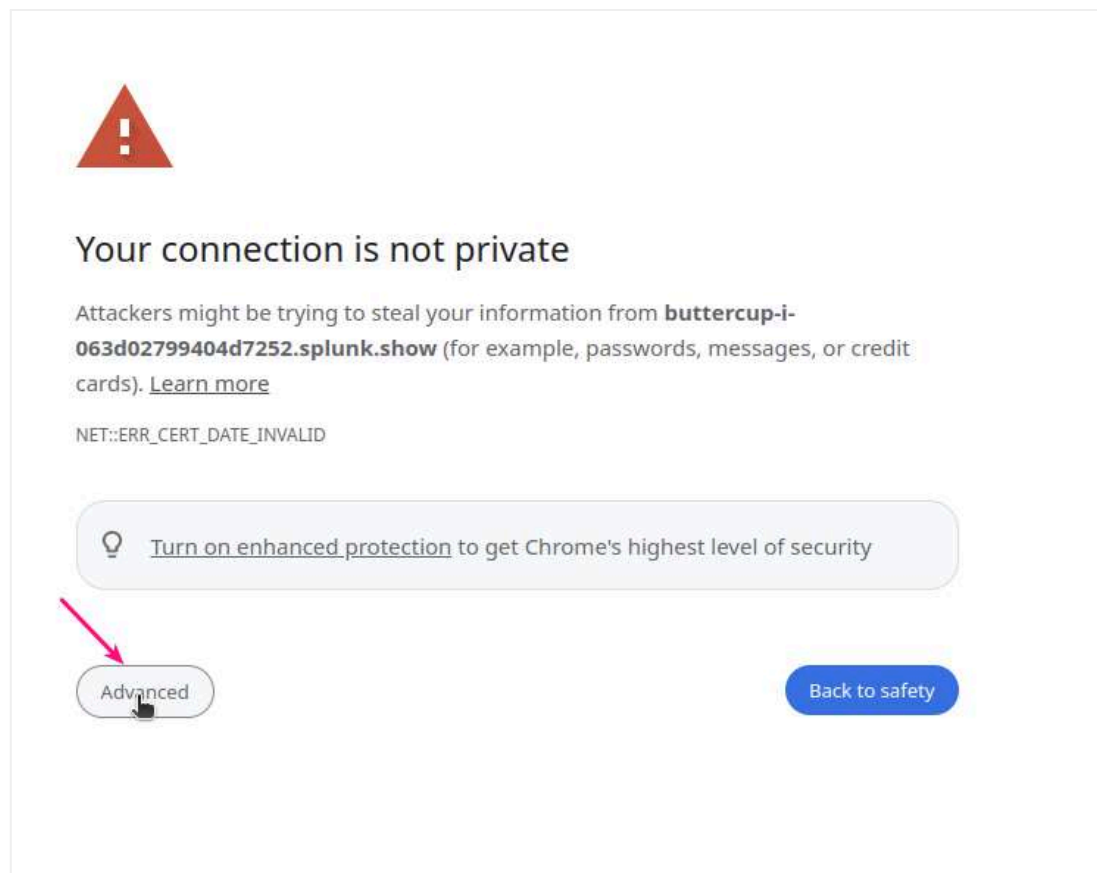 Your connection is not private
Attackers might be trying to steal your information from buttercup-i-
063d02799404d7252.splunk.show (for example, passwords, messages, or credit
cards). Learn more
NET::ERR_CERT_DATE_INVALID
Turn on enhanced protection to get Chrome's highest level of security
Advanced
Back to safety